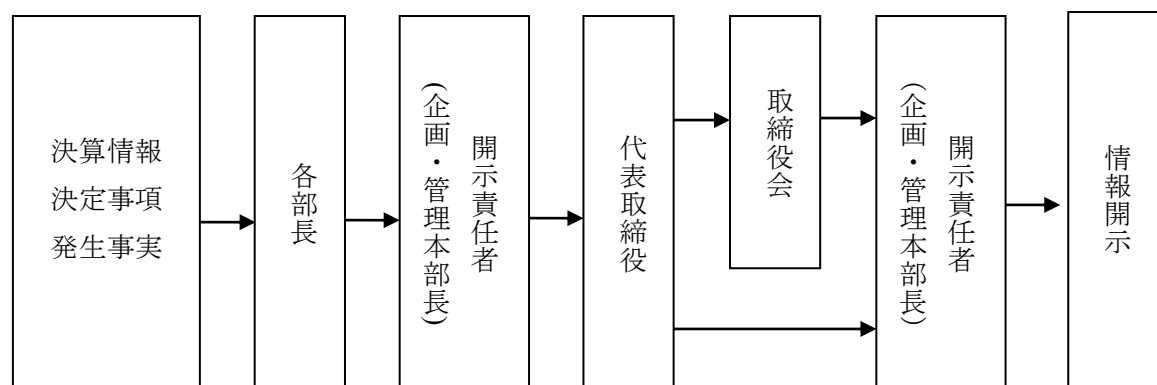 決算情報
決定事項
発生事実
各部長
開示責任者
(企画・管理本部長)
代表取締役
取締役会
開示責任者
(企画・管理本部長)
情報開示